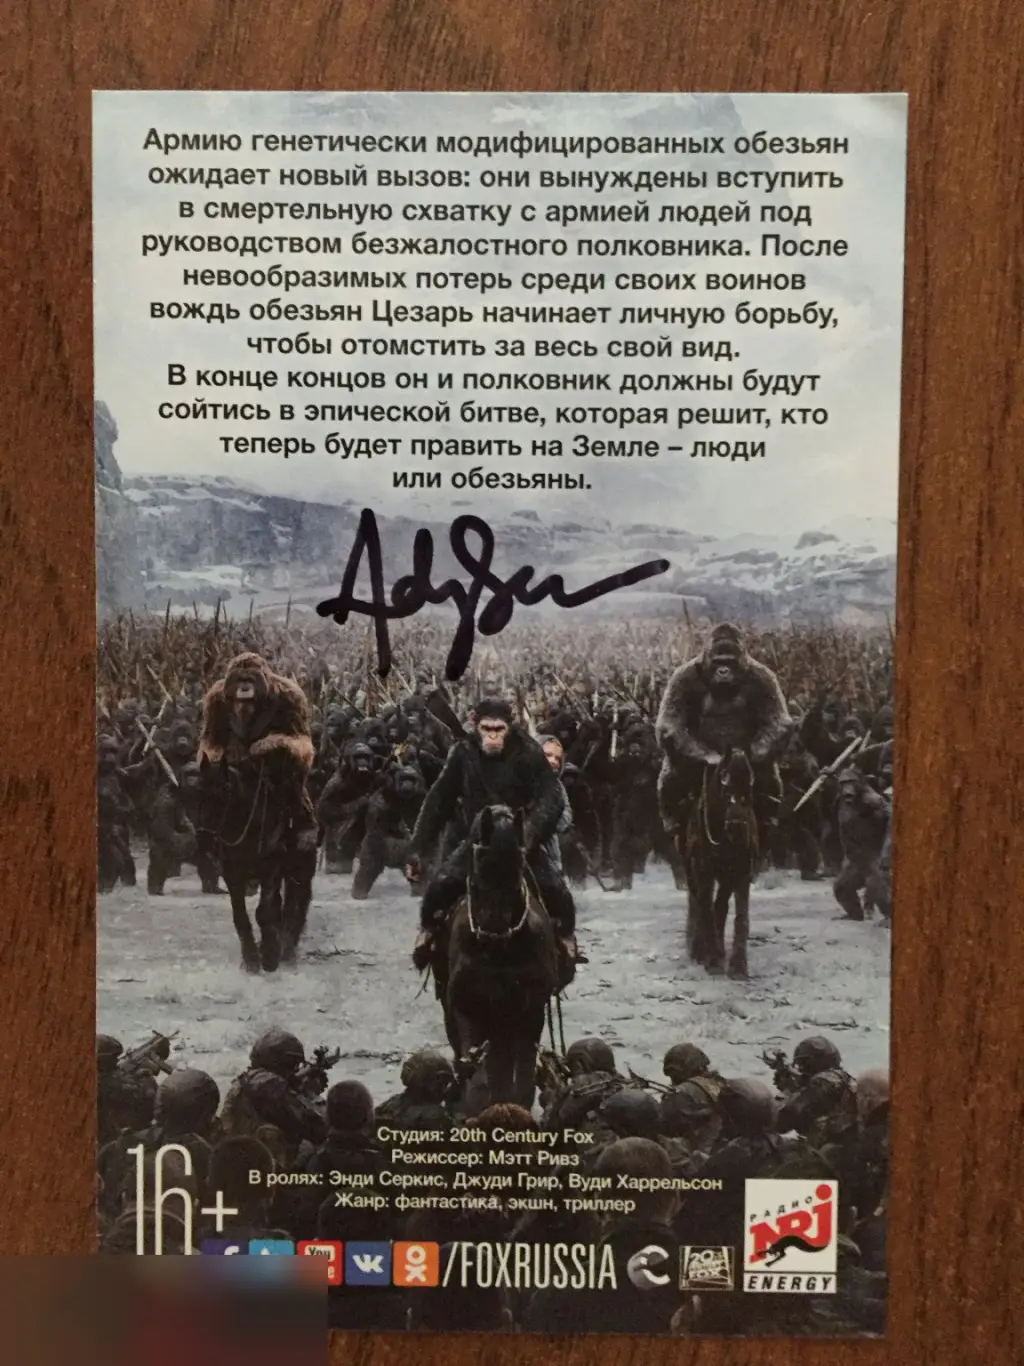 Армию генетически модифицированных обезьян
ожидает новый вызов: они вынуждены вступить
в смертельную схватку с армией людей под
руководством безжалостного полковника. После
невообразимых потерь среди своих воинов
вождь обезьян Цезарь начинает личную борьбу,
чтобы отомстить за весь свой вид.
В конце концов он и полковник должны будут
сойтись в эпической битве, которая решит, кто
теперь будет править на Земле – люди
или обезьяны.
Студия: 20th Century Fox
Режиссер: Мэтт Ривз
В ролях: Энди Серкис, Джуди Грир, Вуди Харрельсон
Жанр: фантастика, экшн, триллер
16+
You
/FOXRUSSIA
РАДИО
NRJ
ENERGY